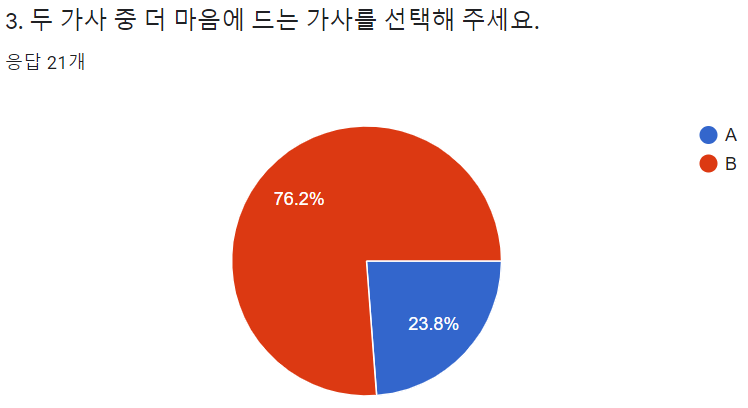 3. 두 가사 중 더 마음에 드는 가사를 선택해 주세요.
응답 21개
A
B
76.2%
23.8%